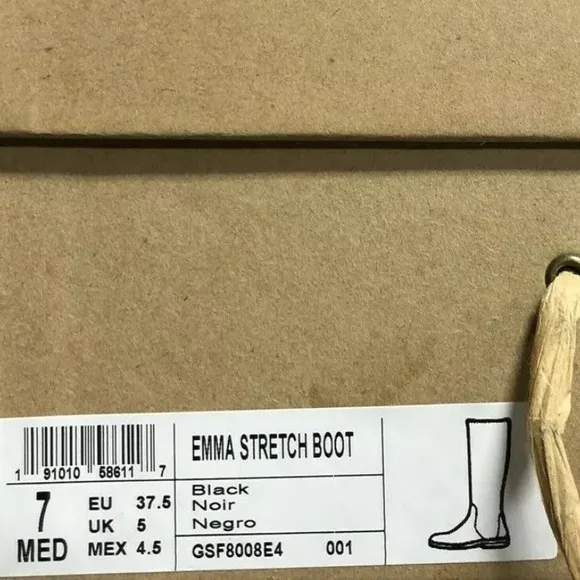 1 91010 58611 7
7
MED
EU 37.5
UK 5
MEX 4.5
EMMA STRETCH BOOT
Black
Noir
Negro
GSF8008E4 001